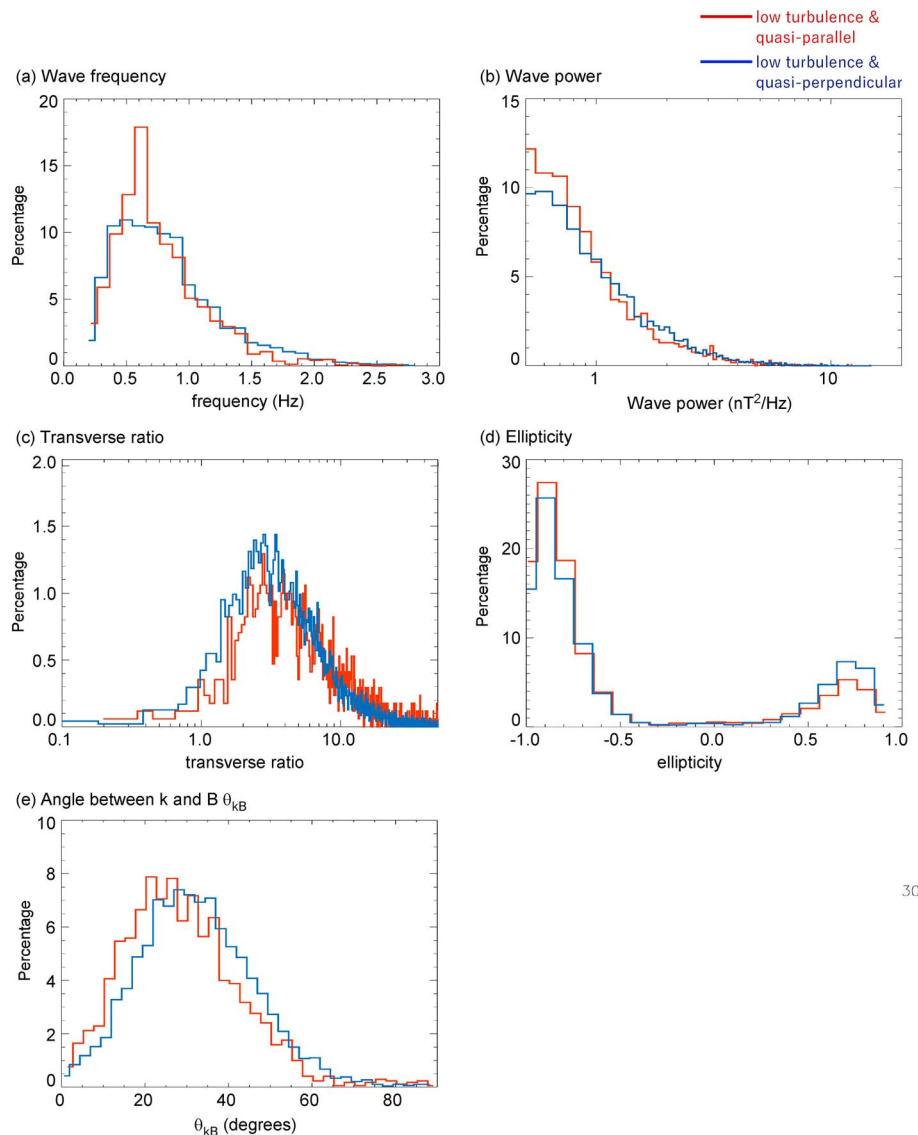 low turbulence &
quasi-parallel
low turbulence &
quasi-perpendicular
(a) Wave frequency
20
15
10
5
0
Percentage
0.0 0.5 1.0 1.5 2.0 2.5 3.0
frequency (Hz)
(b) Wave power
15
10
5
0
Percentage
1 10
Wave power (nT²/Hz)
(c) Transverse ratio
2.0
1.5
1.0
0.5
0.0
Percentage
0.1 1.0 10.0
transverse ratio
(d) Ellipticity
30
20
10
0
Percentage
-1.0 -0.5 0.0 0.5 1.0
ellipticity
(e) Angle between k and B θkB
10
8
6
4
2
0
Percentage
0 20 40 60 80
θkB (degrees)
30